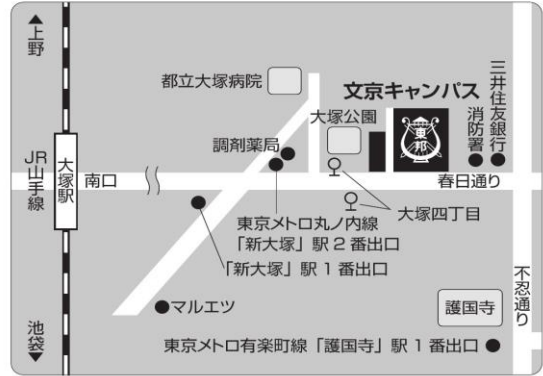 ▲上野
JR山手線
大塚駅
池袋▼
南口
都立大塚病院
調剤薬局
大塚公園
文京キャンパス
東邦
消防署
三井住友銀行
春日通り
大塚四丁目
東京メトロ丸ノ内線
「新大塚」駅2番出口
「新大塚」駅1番出口
マルエツ
護国寺
不忍通り
東京メトロ有楽町線「護国寺」駅1番出口